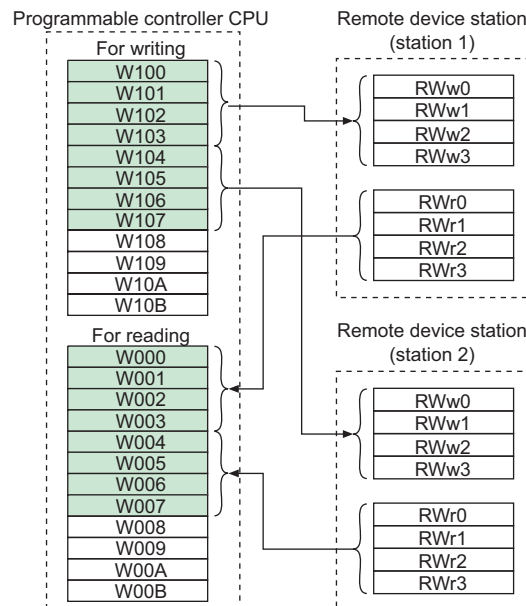 Programmable controller CPU
For writing
W100
W101
W102
W103
W104
W105
W106
W107
W108
W109
W10A
W10B
For reading
W000
W001
W002
W003
W004
W005
W006
W007
W008
W009
W00A
W00B
Remote device station
(station 1)
RWw0
RWw1
RWw2
RWw3
RWr0
RWr1
RWr2
RWr3
Remote device station
(station 2)
RWw0
RWw1
RWw2
RWw3
RWr0
RWr1
RWr2
RWr3